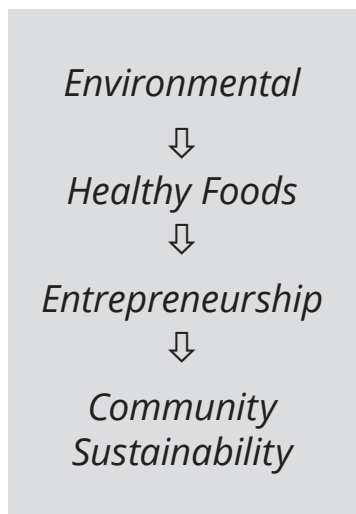 Environmental
⇩
Healthy Foods
⇩
Entrepreneurship
⇩
Community
Sustainability